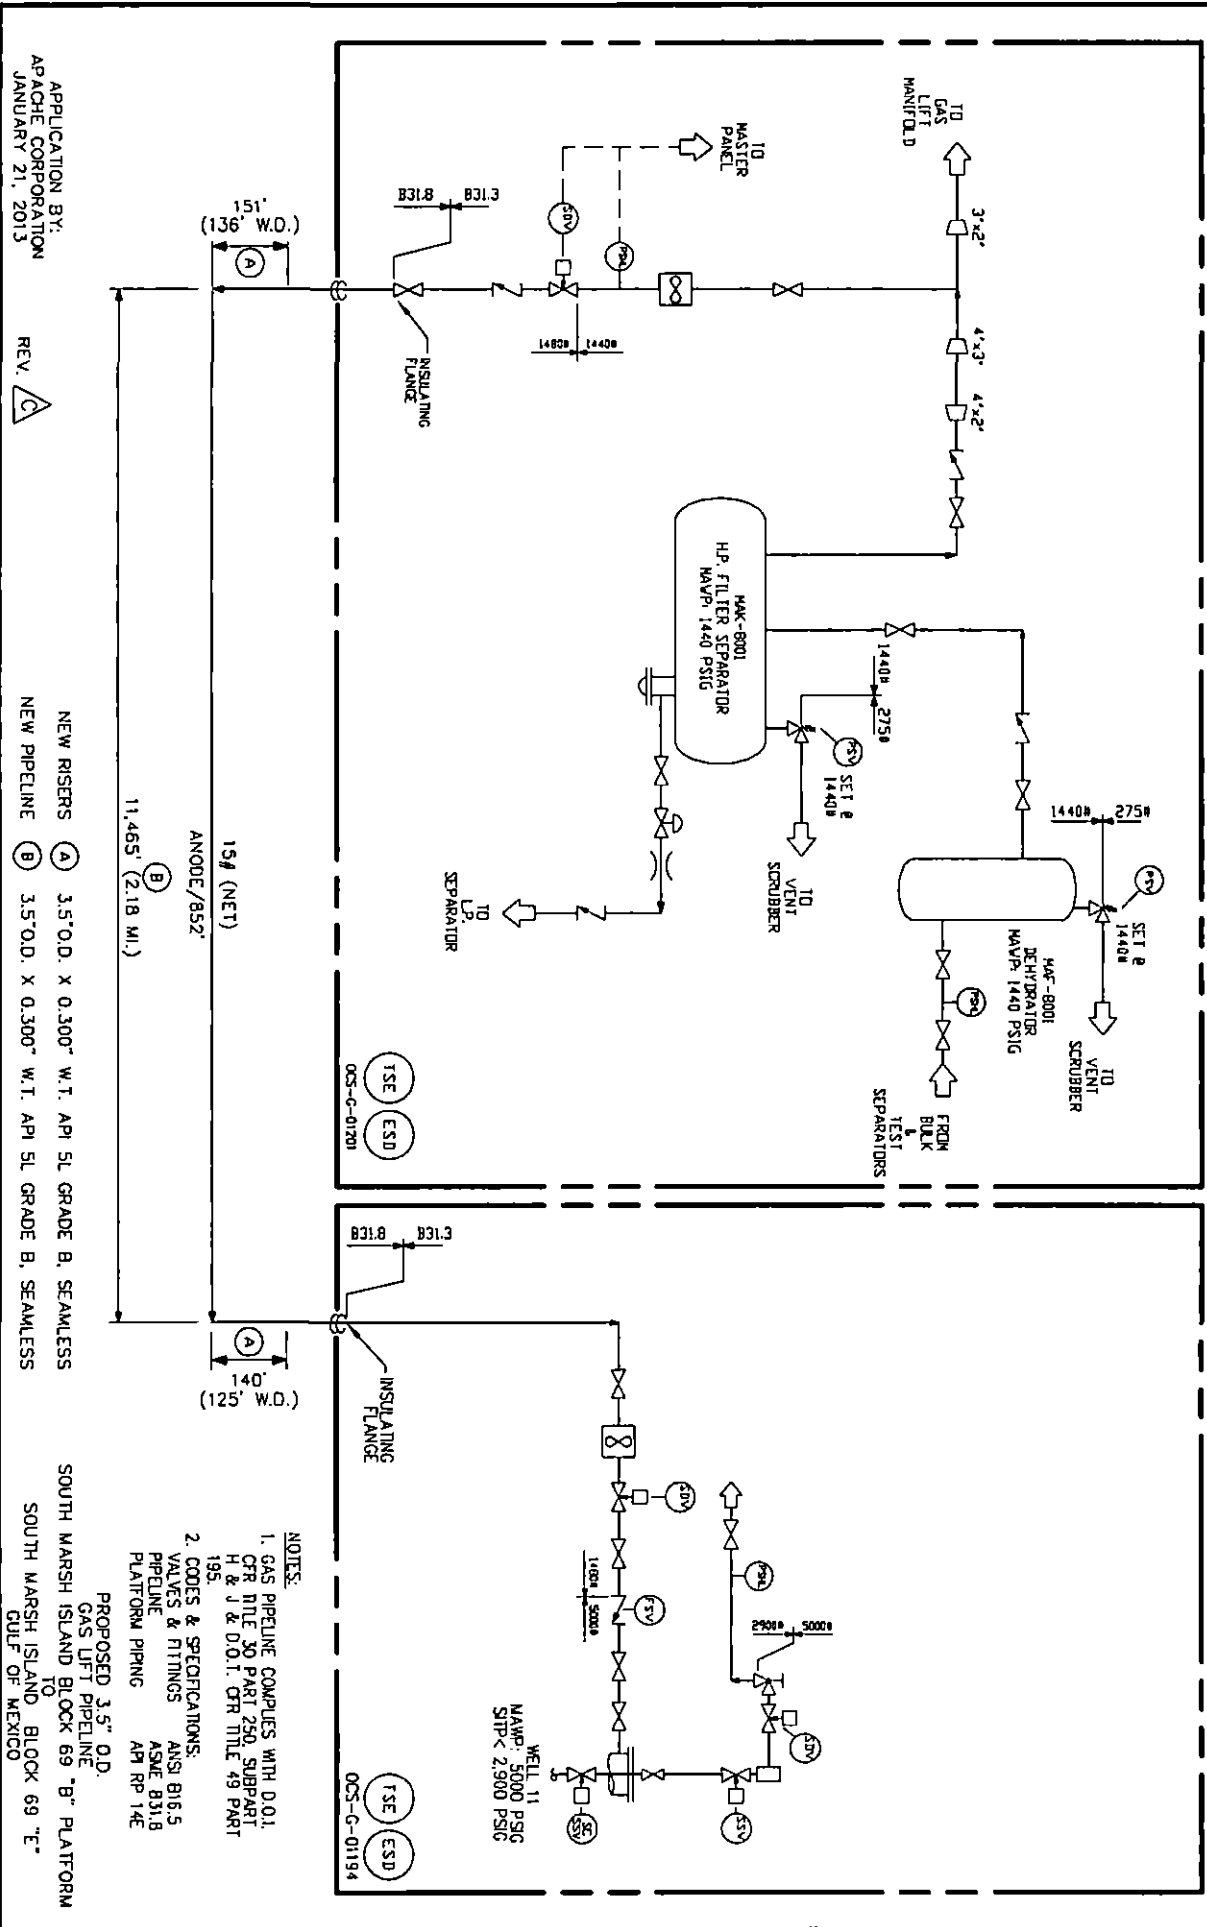 TO
GAS
LIFT
MANIFOLD
3"x2"
4"x3"
4"x2"
TO
MASTER
PANEL
SDV
PSHL
1480#
1440#
B31.8
B31.3
INSULATING
FLANGE
MAK-8001
H.P. FILTER SEPARATOR
MAWP: 1440 PSIG
1440#
275#
PSV
SET @
1440#
TO
VENT
SCRUBBER
TO
L.P.
SEPARATOR
1440#
275#
PSV
SET @
1440#
MAF-8001
DEHYDRATOR
MAWP: 1440 PSIG
TO
VENT
SCRUBBER
FROM
BULK
&
TEST
SEPARATORS
TSE
ESD
OCS-G-01201
151'
(136' W.D.)
A
15# (NET)
ANODE/852'
B
11,465' (2.18 MI.)
A
140'
(125' W.D.)
B31.8
B31.3
INSULATING
FLANGE
SDV
1480#
5000#
FSV
2900#
5000#
SDV
SSV
SC
SSV
WELL 11
MAWP: 5000 PSIG
SITP< 2,900 PSIG
TSE
ESD
OCS-G-01194
NOTES:
1. GAS PIPELINE COMPLIES WITH D.O.I.
CFR TITLE 30 PART 250, SUBPART
H & J & D.O.T. CFR TITLE 49 PART
195.
2. CODES & SPECIFICATIONS:
VALVES & FITTINGS ANSI B16.5
PIPELINE ASME B31.8
PLATFORM PIPING API RP 14E
APPLICATION BY:
APACHE CORPORATION
JANUARY 21, 2013
REV. C
NEW RISERS A 3.5"O.D. X 0.300" W.T. API 5L GRADE B, SEAMLESS
NEW PIPELINE B 3.5"O.D. X 0.300" W.T. API 5L GRADE B, SEAMLESS
PROPOSED 3.5" O.D.
GAS LIFT PIPELINE
SOUTH MARSH ISLAND BLOCK 69 "B" PLATFORM
TO
SOUTH MARSH ISLAND BLOCK 69 "E"
GULF OF MEXICO